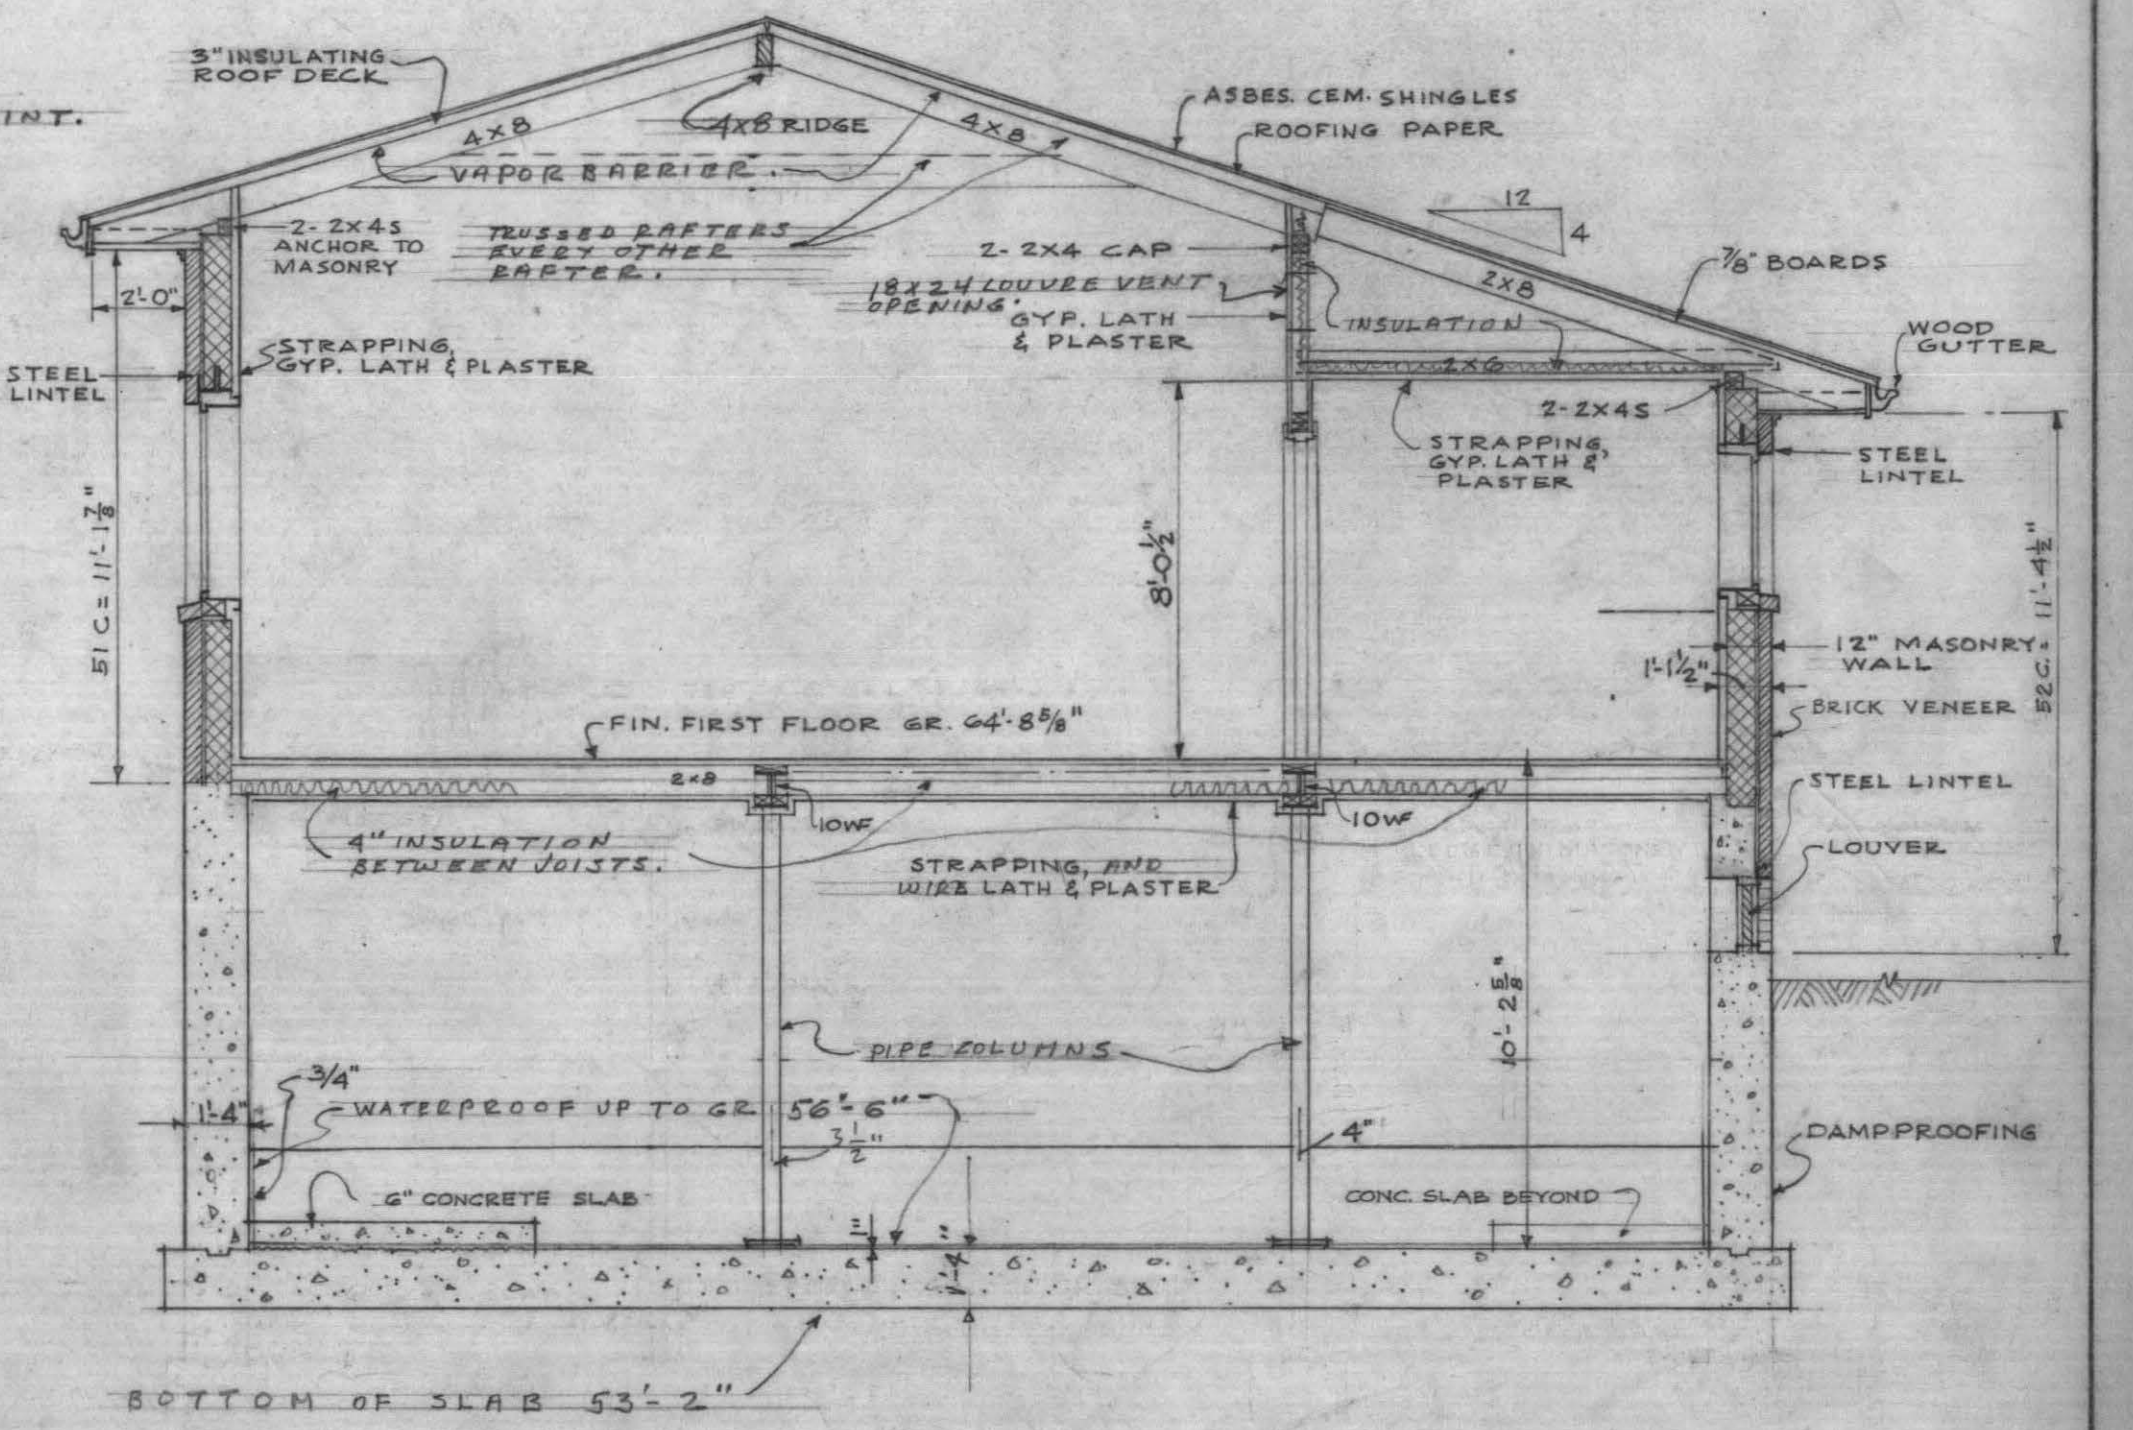 3" INSULATING
ROOF DECK
INT.
4X8
4X8 RIDGE
4X8
ASBES. CEM. SHINGLES
ROOFING PAPER
VAPOR BARRIER.
12
4
2-2X4S
ANCHOR TO
MASONRY
TRUSSED RAFTERS
EVERY OTHER
RAFTER.
2-2X4 CAP
18X24 LOUVRE VENT
OPENING.
GYP. LATH
& PLASTER
7/8" BOARDS
2X8
INSULATION
WOOD
GUTTER
2'-0"
STRAPPING,
GYP. LATH & PLASTER
STEEL
LINTEL
2X6
2-2X4S
STRAPPING,
GYP. LATH &
PLASTER
STEEL
LINTEL
51 C = 11'-1 7/8"
8'-0 1/2"
52 C. = 11'-4 1/2"
12" MASONRY
WALL
1'-1 1/2"
BRICK VENEER
FIN. FIRST FLOOR GR. 64'-8 5/8"
2X8
STEEL LINTEL
10WF
10WF
4" INSULATION
BETWEEN JOISTS.
STRAPPING, AND
WIRE LATH & PLASTER
LOUVER
10'-2 5/8"
PIPE COLUMNS
3/4"
1'-4"
WATERPROOF UP TO GR 56'-6"
3 1/2"
4"
DAMPPROOFING
6" CONCRETE SLAB
CONC. SLAB BEYOND
1"
1'-4"
BOTTOM OF SLAB 53'-2"